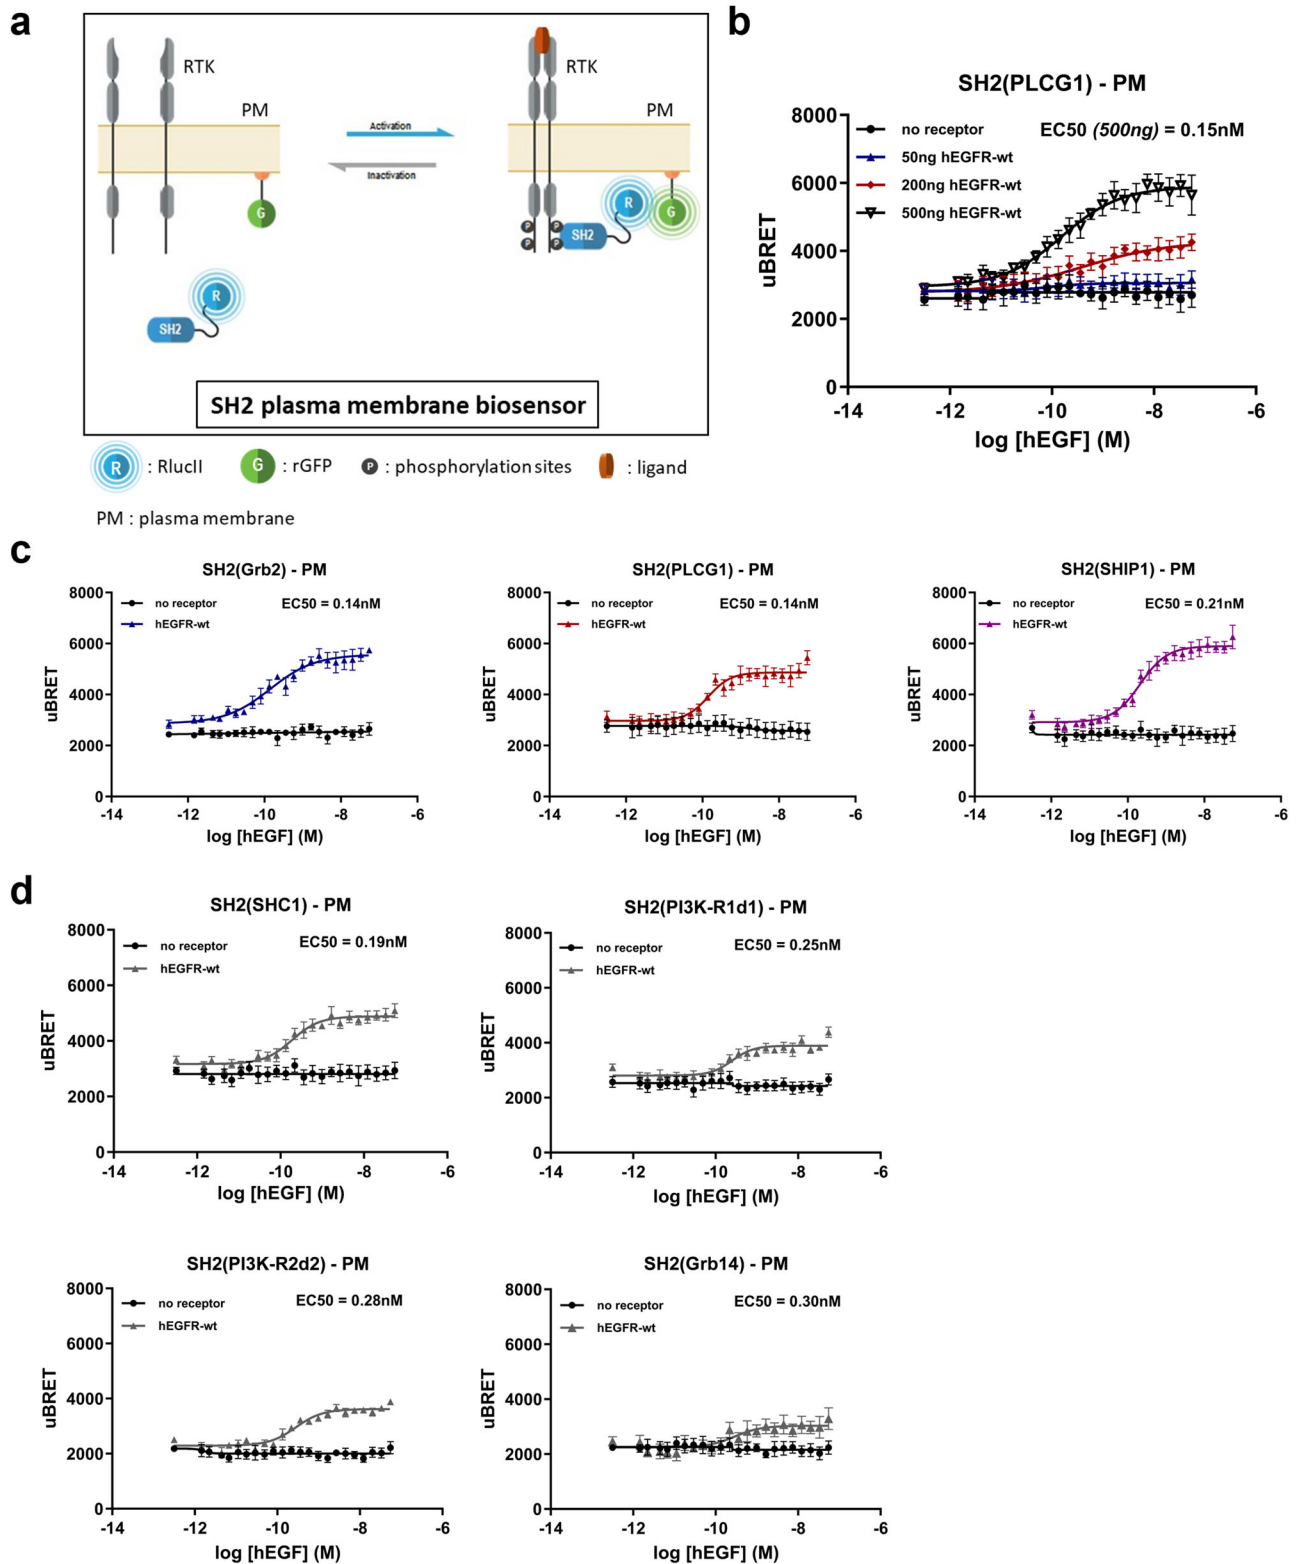 a
RTK
PM
G
Activation
Inactivation
RTK
PM
R
G
P P
P P
SH2
R
SH2
SH2 plasma membrane biosensor
R : RlucII
G : rGFP
P : phosphorylation sites
: ligand
PM : plasma membrane
b
SH2(PLCG1) - PM
no receptor
50ng hEGFR-wt
200ng hEGFR-wt
500ng hEGFR-wt
EC50 (500ng) = 0.15nM
uBRET
8000
6000
4000
2000
0
-14 -12 -10 -8 -6
log [hEGF] (M)
c
SH2(Grb2) - PM
no receptor
hEGFR-wt
EC50 = 0.14nM
uBRET
8000
6000
4000
2000
0
-14 -12 -10 -8 -6
log [hEGF] (M)
SH2(PLCG1) - PM
no receptor
hEGFR-wt
EC50 = 0.14nM
uBRET
8000
6000
4000
2000
0
-14 -12 -10 -8 -6
log [hEGF] (M)
SH2(SHIP1) - PM
no receptor
hEGFR-wt
EC50 = 0.21nM
uBRET
8000
6000
4000
2000
0
-14 -12 -10 -8 -6
log [hEGF] (M)
d
SH2(SHC1) - PM
no receptor
hEGFR-wt
EC50 = 0.19nM
uBRET
8000
6000
4000
2000
0
-14 -12 -10 -8 -6
log [hEGF] (M)
SH2(PI3K-R1d1) - PM
no receptor
hEGFR-wt
EC50 = 0.25nM
uBRET
8000
6000
4000
2000
0
-14 -12 -10 -8 -6
log [hEGF] (M)
SH2(PI3K-R2d2) - PM
no receptor
hEGFR-wt
EC50 = 0.28nM
uBRET
8000
6000
4000
2000
0
-14 -12 -10 -8 -6
log [hEGF] (M)
SH2(Grb14) - PM
no receptor
hEGFR-wt
EC50 = 0.30nM
uBRET
8000
6000
4000
2000
0
-14 -12 -10 -8 -6
log [hEGF] (M)